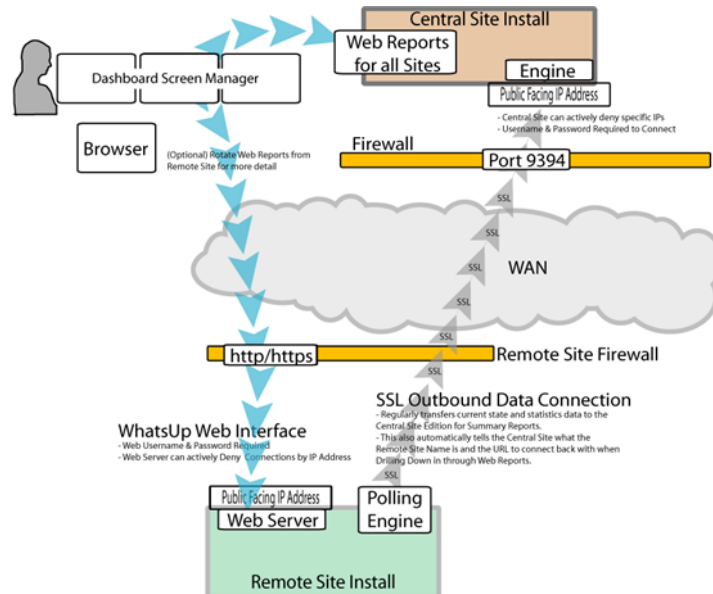 Central Site Install
Web Reports
for all Sites
Dashboard Screen Manager
Engine
Public Facing IP Address
- Central Site can actively deny specific IPs
- Username & Password Required to Connect
Browser
(Optional) Rotate Web Reports from
Remote Site for more detail
Firewall
Port 9394
SSL
SSL
SSL
WAN
SSL
SSL
SSL
http/https
Remote Site Firewall
SSL
SSL
SSL Outbound Data Connection
- Regularly transfers current state and statistics data to the
Central Site Edition for Summary Reports.
- This also automatically tells the Central Site what the
Remote Site Name is and the URL to connect back with when
Drilling Down in through Web Reports.
WhatsUp Web Interface
- Web Username & Password Required
- Web Server can actively Deny Connections by IP Address
SSL
SSL
SSL
SSL
Public Facing IP Address
Web Server
Polling
Engine
Remote Site Install